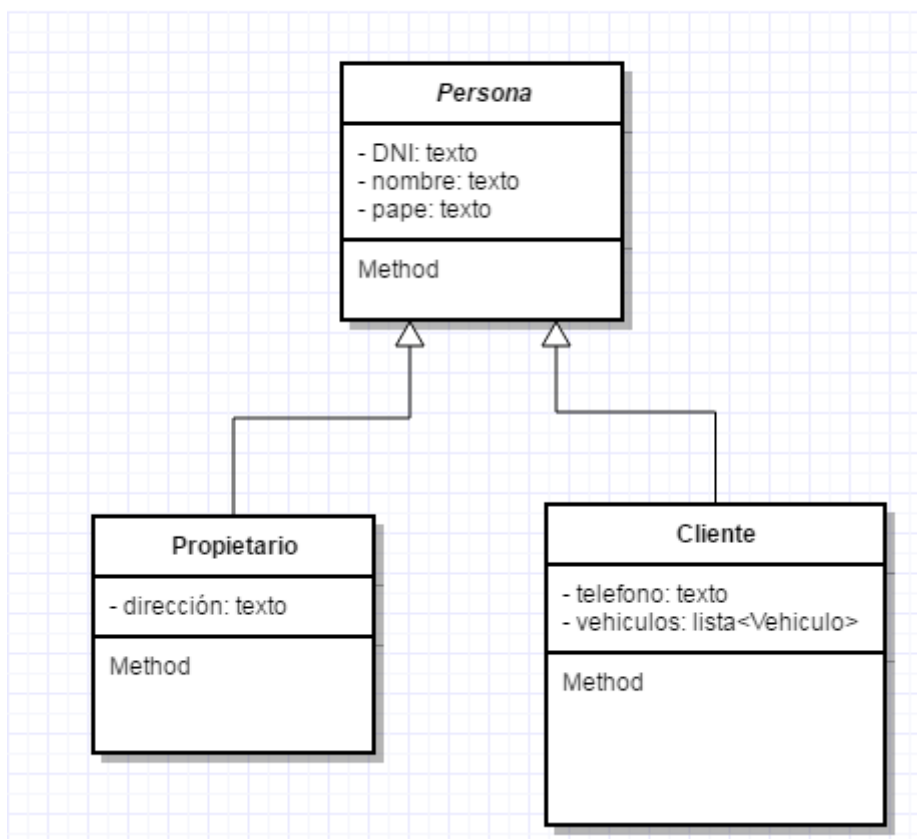 Persona
- DNI: texto
- nombre: texto
- pape: texto
Method
Propietario
- dirección: texto
Method
Cliente
- telefono: texto
- vehiculos: lista<Vehiculo>
Method